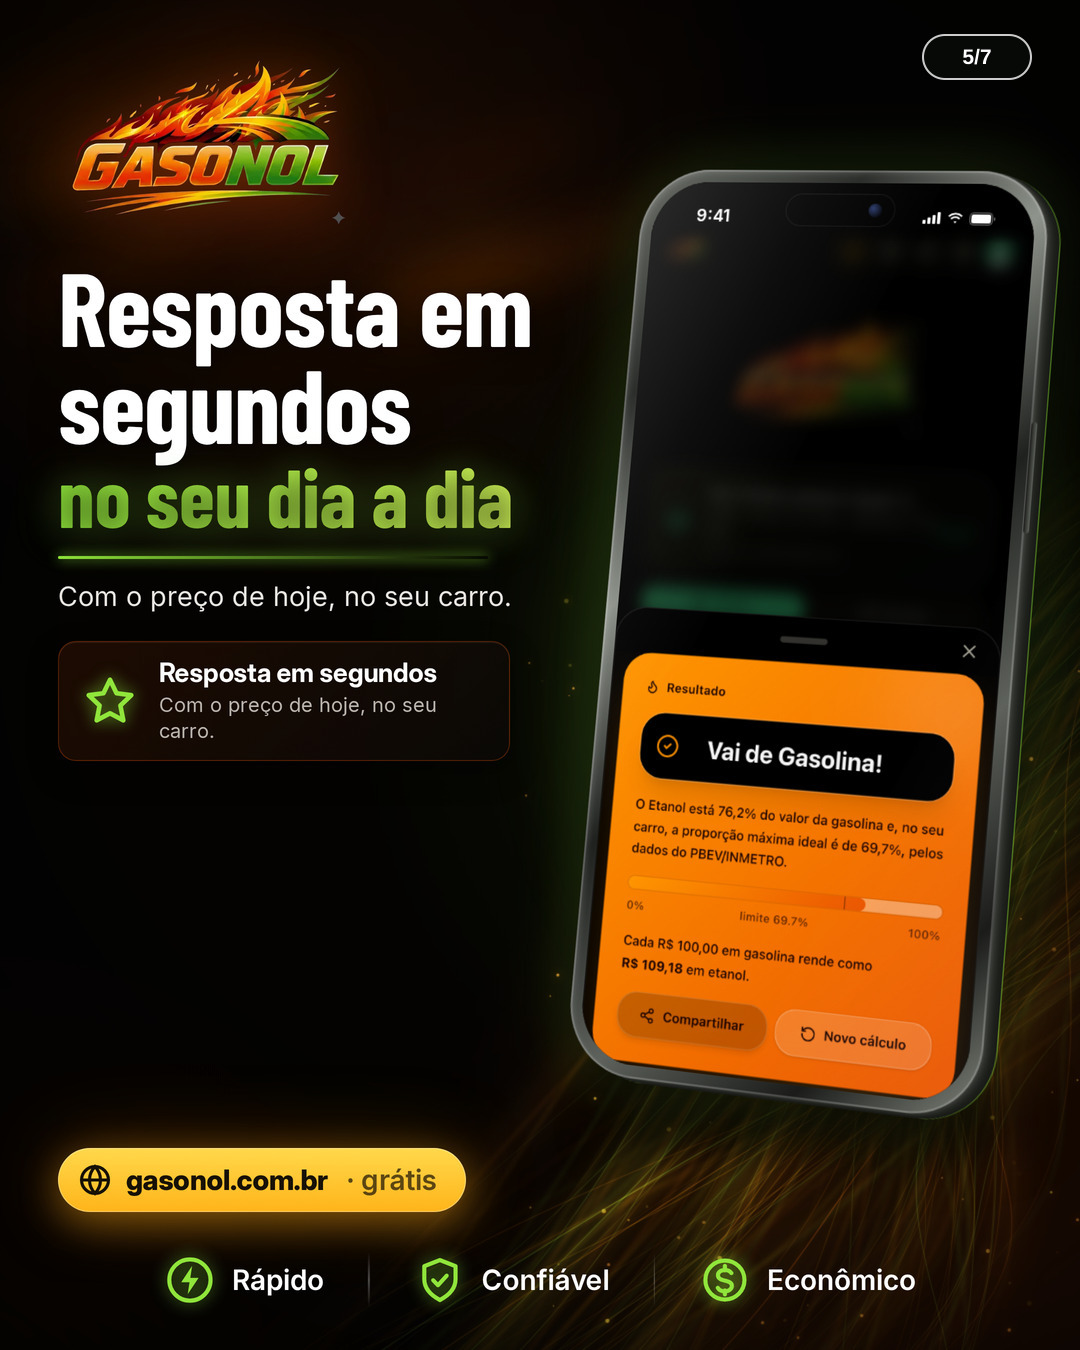 5/7
GASONOL
Resposta em
segundos
no seu dia a dia
Com o preço de hoje, no seu carro.
Resposta em segundos
Com o preço de hoje, no seu
carro.
9:41
Resultado
Vai de Gasolina!
O Etanol está 76,2% do valor da gasolina e, no seu
carro, a proporção máxima ideal é de 69,7%, pelos
dados do PBEV/INMETRO.
0%
limite 69.7%
100%
Cada R$ 100,00 em gasolina rende como
R$ 109,18 em etanol.
Compartilhar
Novo cálculo
gasonol.com.br · grátis
Rápido
Confiável
Econômico